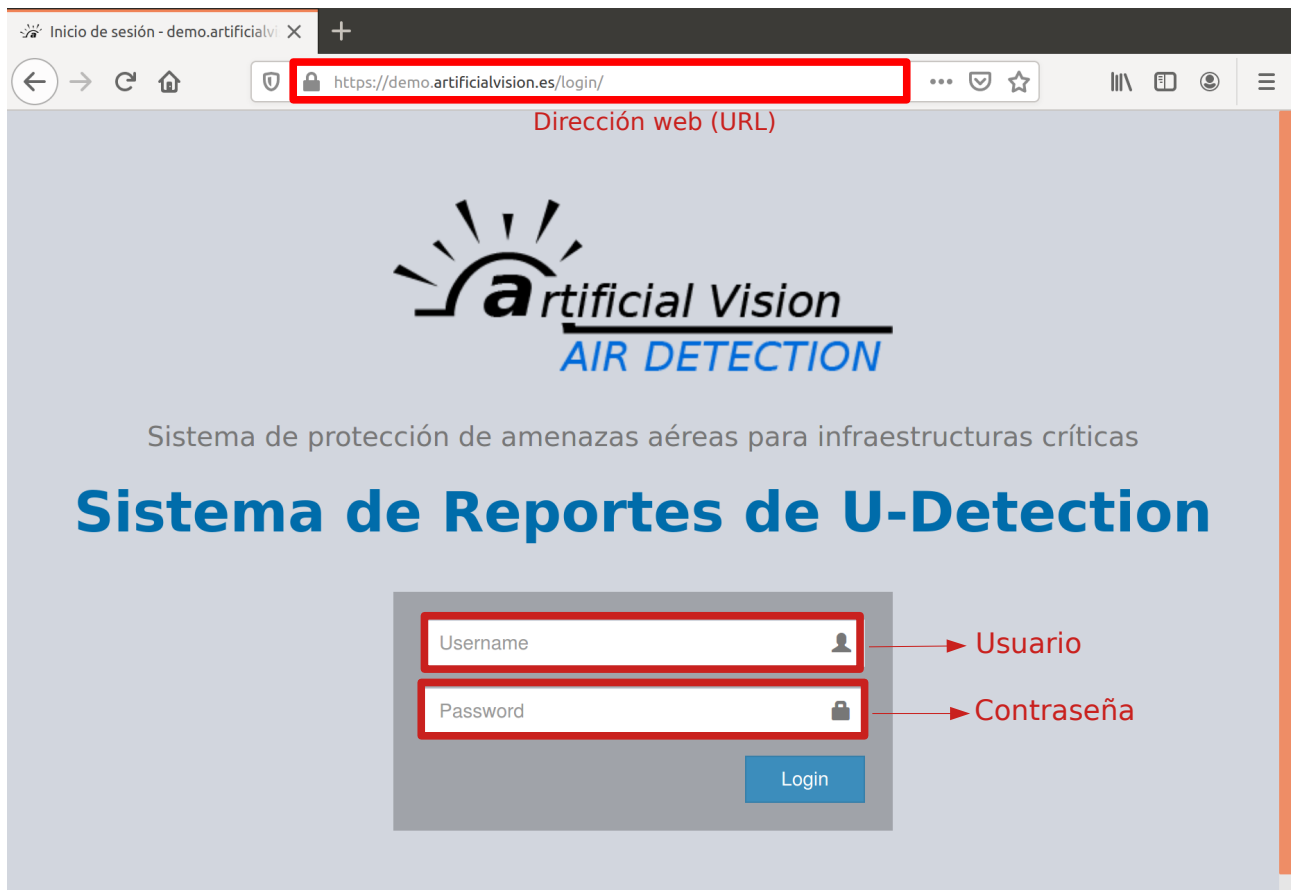 Inicio de sesión - demo.artificialvi
https://demo.artificialvision.es/login/
Dirección web (URL)
artificial Vision
AIR DETECTION
Sistema de protección de amenazas aéreas para infraestructuras críticas
Sistema de Reportes de U-Detection
Username
Usuario
Password
Contraseña
Login